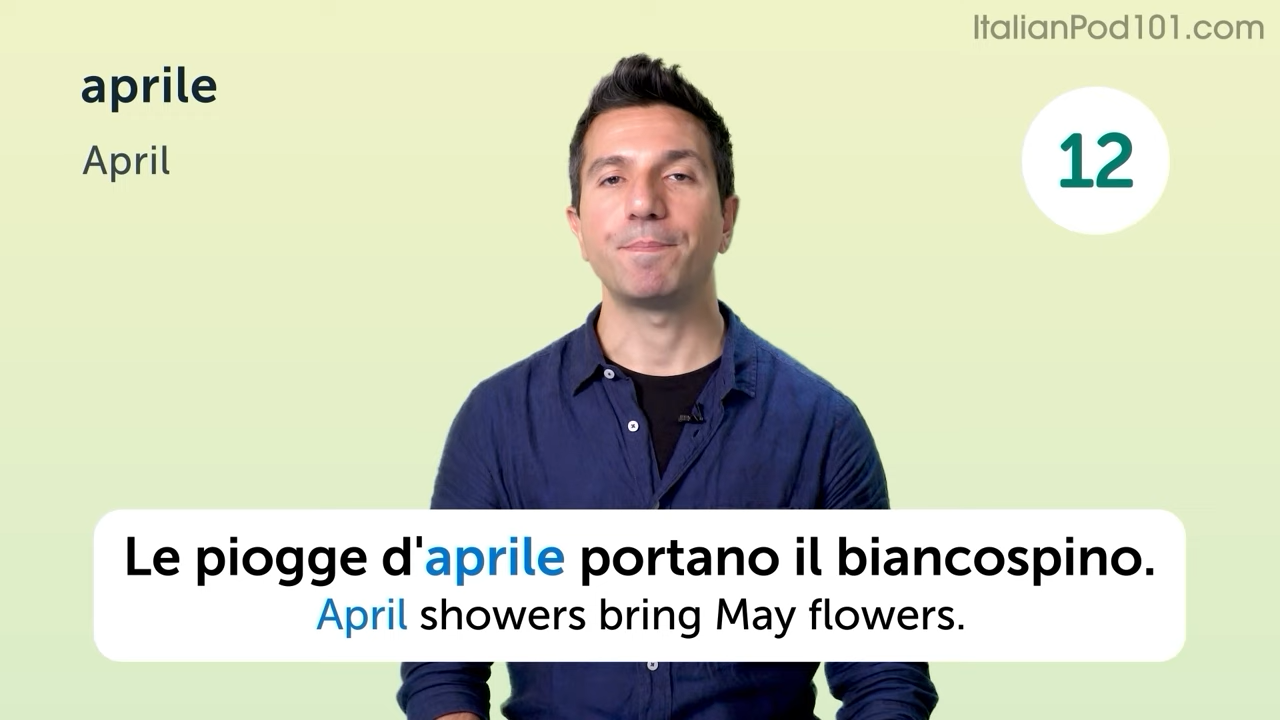 ItalianPod101.com
aprile
April
12
Le piogge d'aprile portano il biancospino.
April showers bring May flowers.